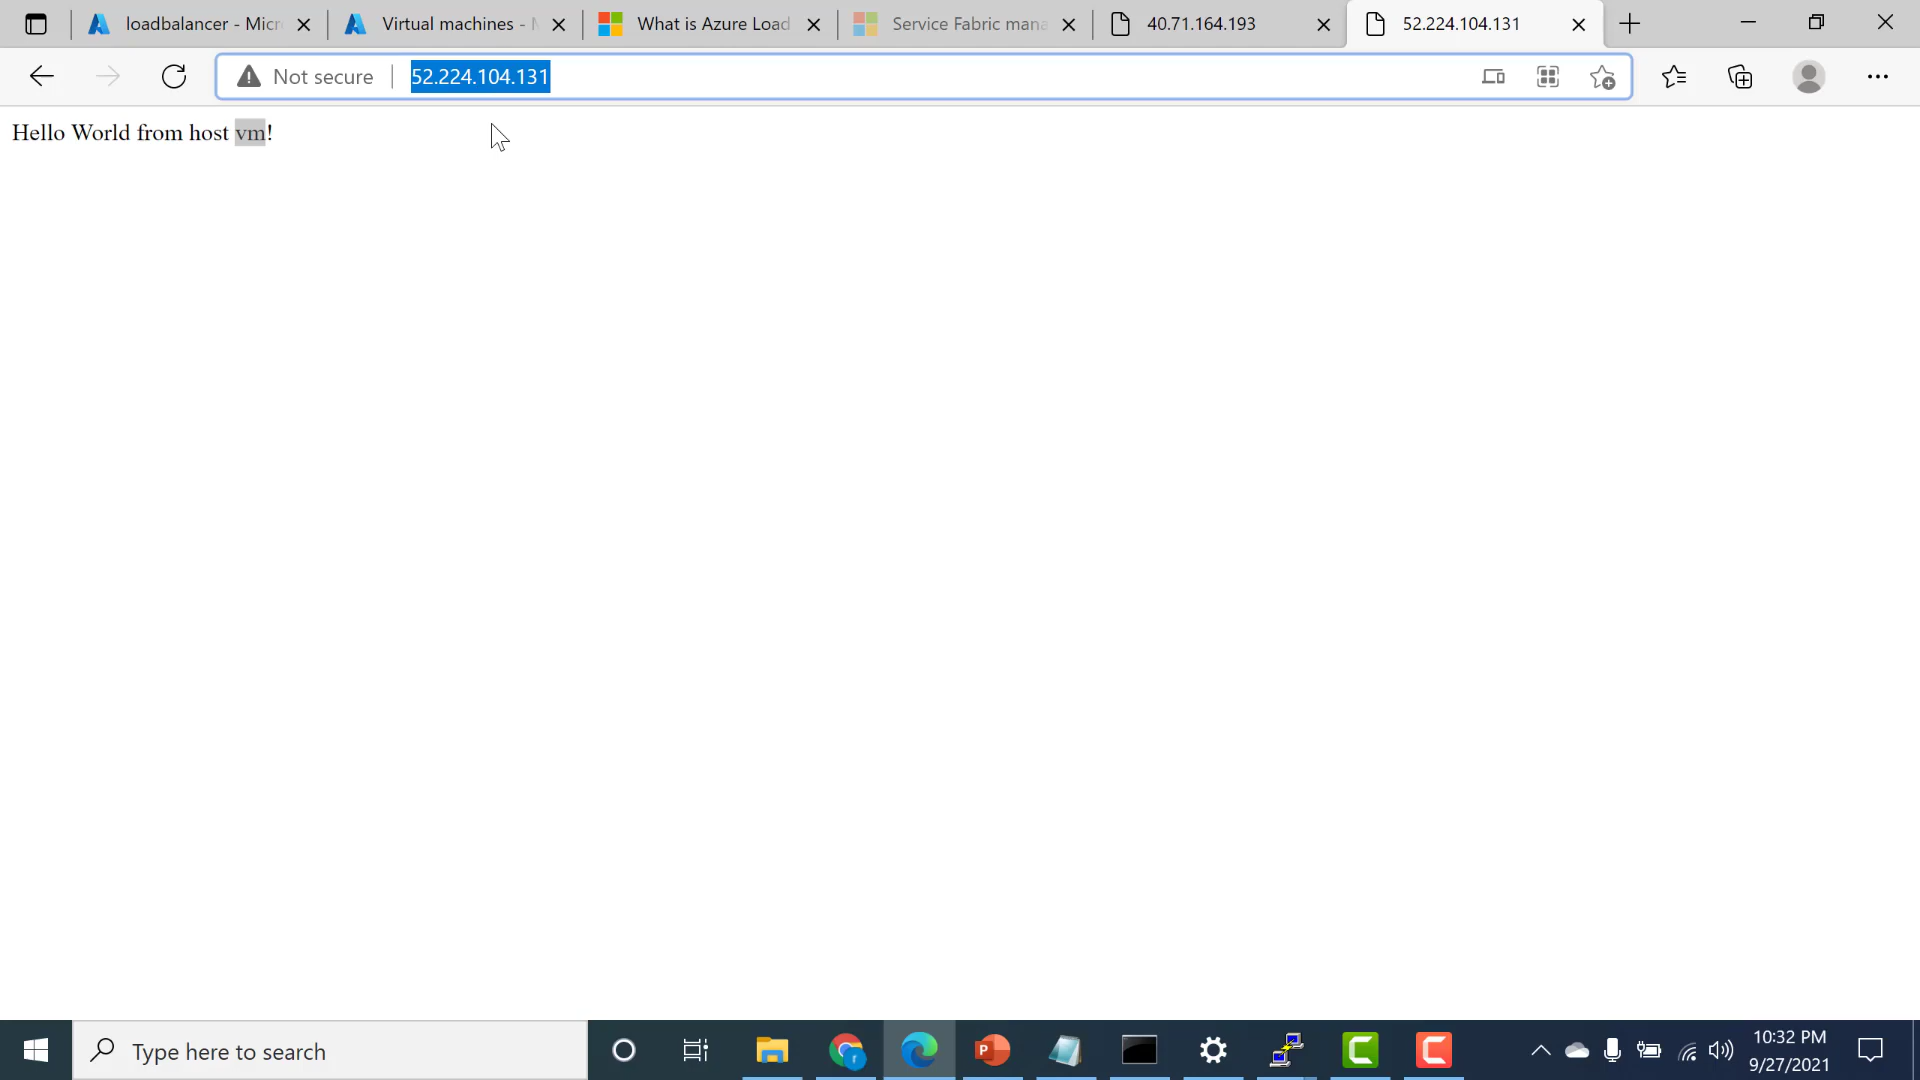 loadbalancer - Micr
Virtual machines - M
What is Azure Load
Service Fabric mana
40.71.164.193
52.224.104.131
Not secure
52.224.104.131
Hello World from host vm!
Type here to search
10:32 PM
9/27/2021